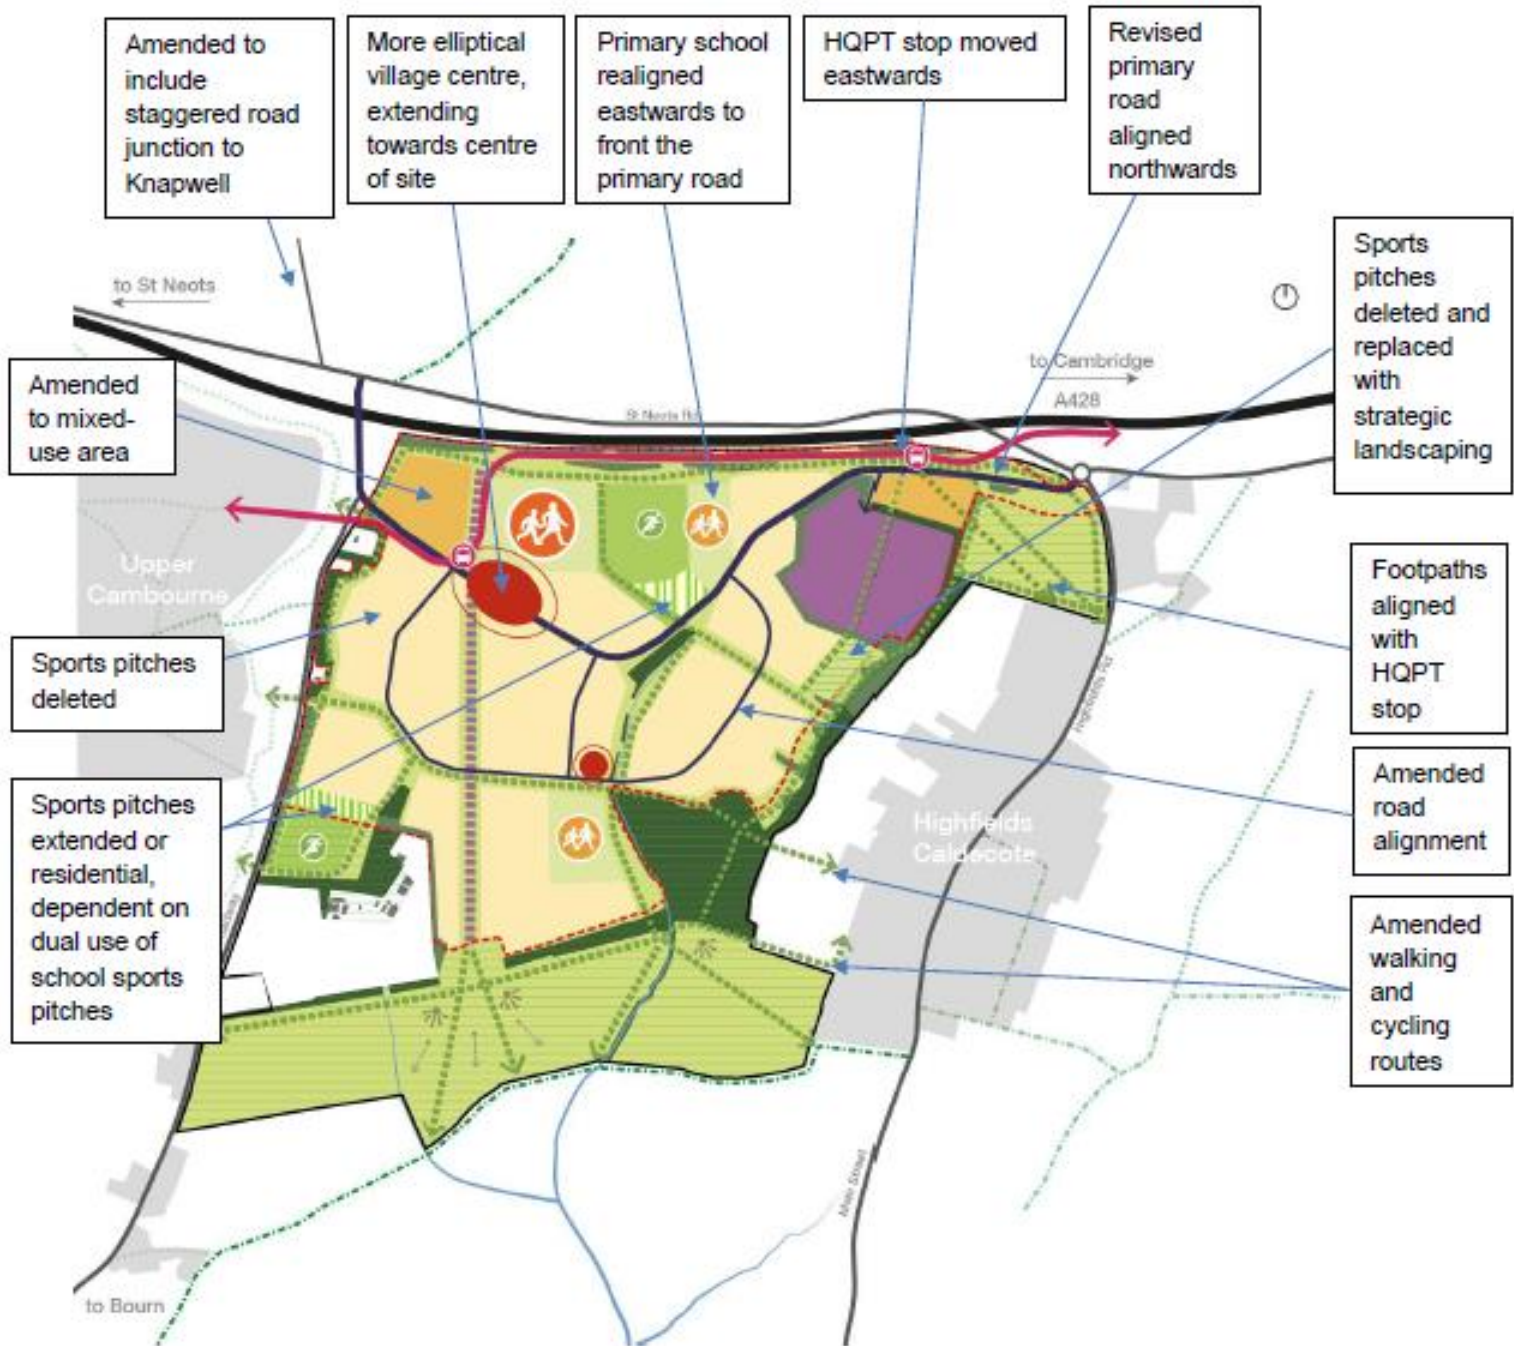 Amended to
include
staggered road
junction to
Knapwell
More elliptical
village centre,
extending
towards centre
of site
Primary school
realigned
eastwards to
front the
primary road
HQPT stop moved
eastwards
Revised
primary
road
aligned
northwards
Sports
pitches
deleted and
replaced
with
strategic
landscaping
to St Neots
to Cambridge
A428
St Neots Rd
Amended
to mixed-
use area
Upper
Cambourne
Footpaths
aligned
with
HQPT
stop
Sports pitches
deleted
Highfields Rd
Amended
road
alignment
Sports pitches
extended or
residential,
dependent on
dual use of
school sports
pitches
Highfields
Caldecote
Amended
walking
and
cycling
routes
Main Street
to Bourn